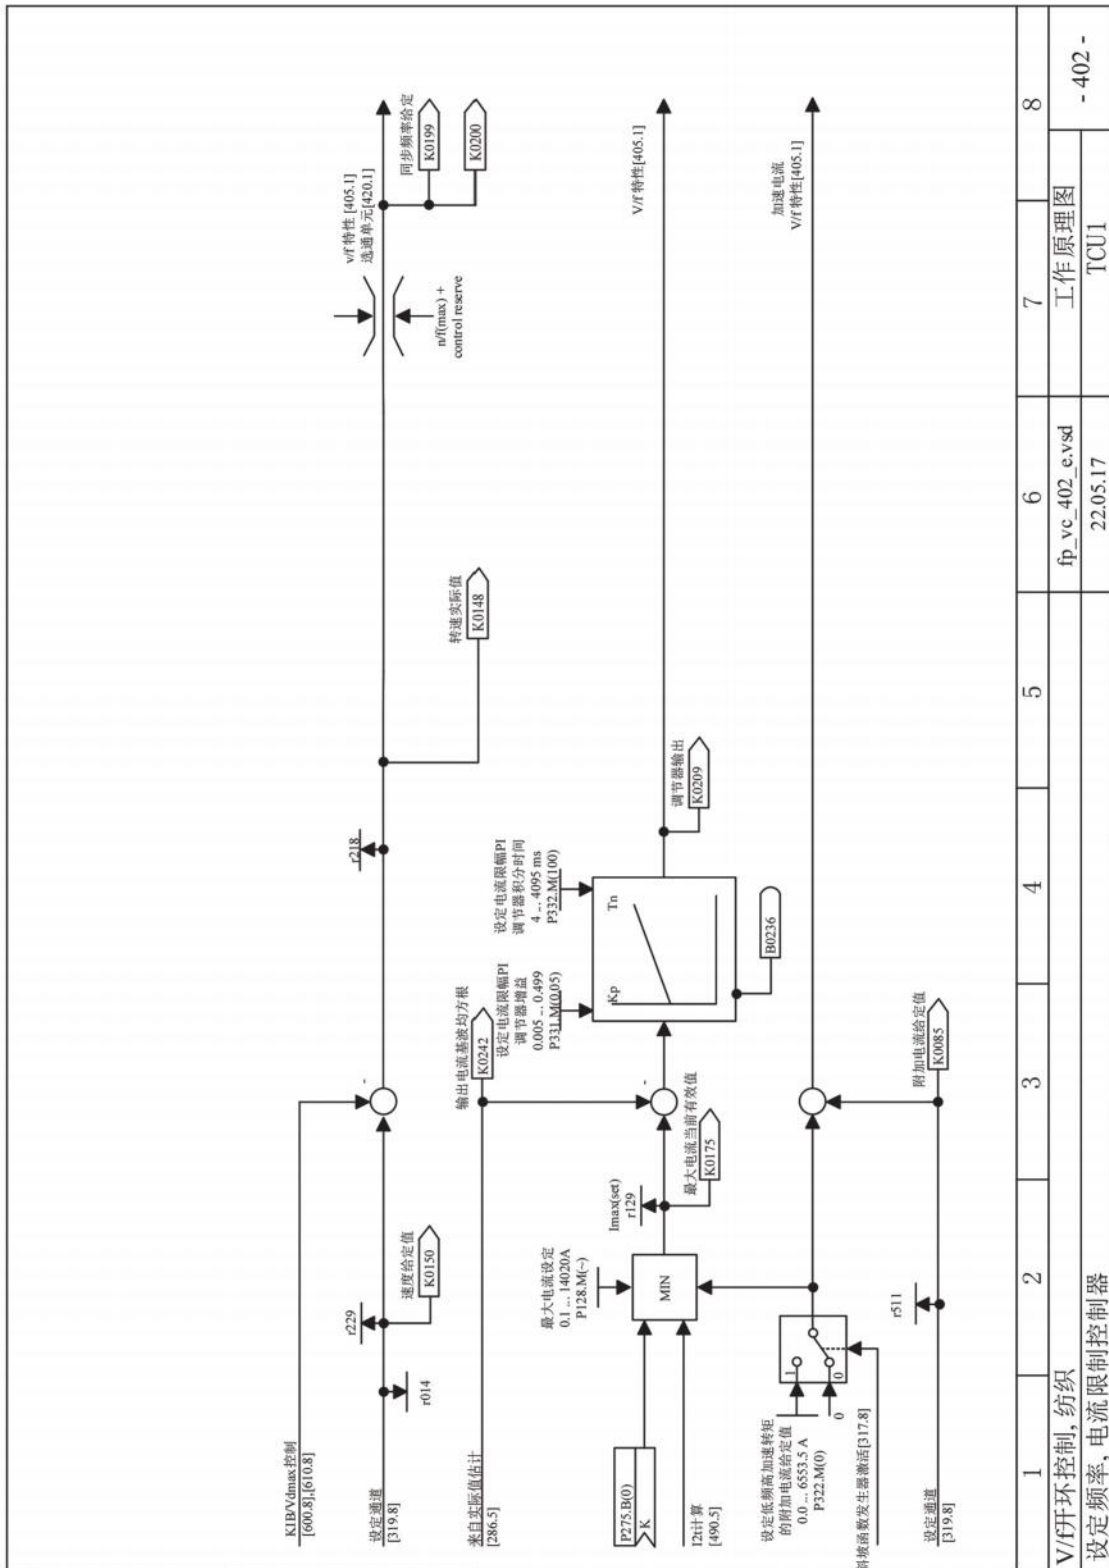 KIB/Vdmax控制
[600.8],[610.8]
设定通道
[319.8]
r014
r229
速度给定值
K0150
-
r218
转速实际值
K0148
v/f 特性 [405.1]
选通单元[420.1]
n/f(max) +
control reserve
同步频率给定
K0199
K0200
来自实际值估计
[286.5]
输出电流基波均方根
K0242
设定电流限幅PI
调节器增益
0.005 ... 0.499
P331.M(0.05)
设定电流限幅PI
调节器积分时间
4 ... 4095 ms
P332.M(100)
Kp
Tn
B0236
调节器输出
K0209
V/f 特性[405.1]
P275.B(0)
K
I2t计算
[490.5]
最大电流设定
0.1 ... 14020A
P128.M(~)
MIN
Imax(set)
r129
最大电流当前有效值
K0175
-
设定低频高加速转矩
的附加电流给定值
0.0 ... 6553.5 A
P322.M(0)
0
1
0
斜坡函数发生器激活[317.8]
加速电流
V/f 特性[405.1]
设定通道
[319.8]
r511
附加电流给定值
K0085
1
2
3
4
5
6
7
8
V/f开环控制, 纺织
fp_vc_402_e.vsd
工作原理图
- 402 -
设定频率, 电流限制控制器
22.05.17
TCU1